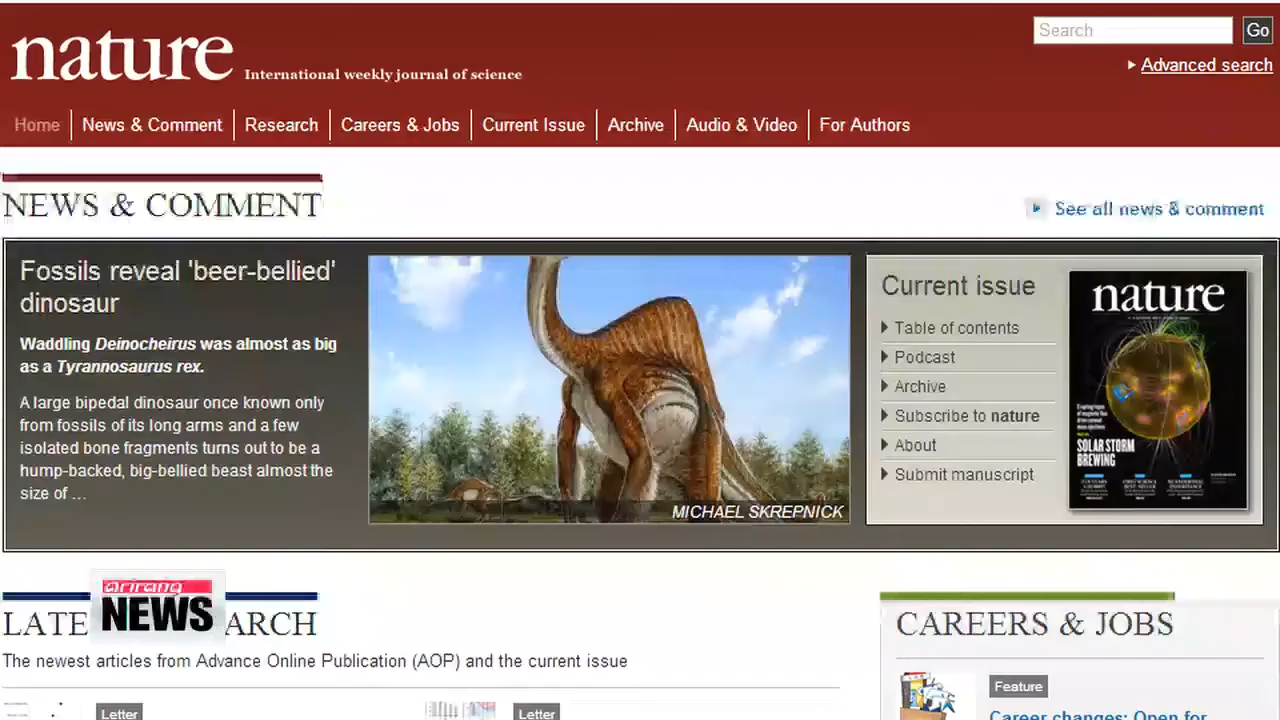 nature
International weekly journal of science
Search
Go
Advanced search
Home
News & Comment
Research
Careers & Jobs
Current Issue
Archive
Audio & Video
For Authors
NEWS & COMMENT
See all news & comment
Fossils reveal 'beer-bellied'
dinosaur
Waddling Deinocheirus was almost as big
as a Tyrannosaurus rex.
A large bipedal dinosaur once known only
from fossils of its long arms and a few
isolated bone fragments turns out to be a
hump-backed, big-bellied beast almost the
size of ...
MICHAEL SKREPNICK
Current issue
Table of contents
Podcast
Archive
Subscribe to nature
About
Submit manuscript
nature
SOLAR STORM
BREWING
arirang
NEWS
LATE
ARCH
The newest articles from Advance Online Publication (AOP) and the current issue
Letter
Letter
CAREERS & JOBS
Feature
Career changes: Open for